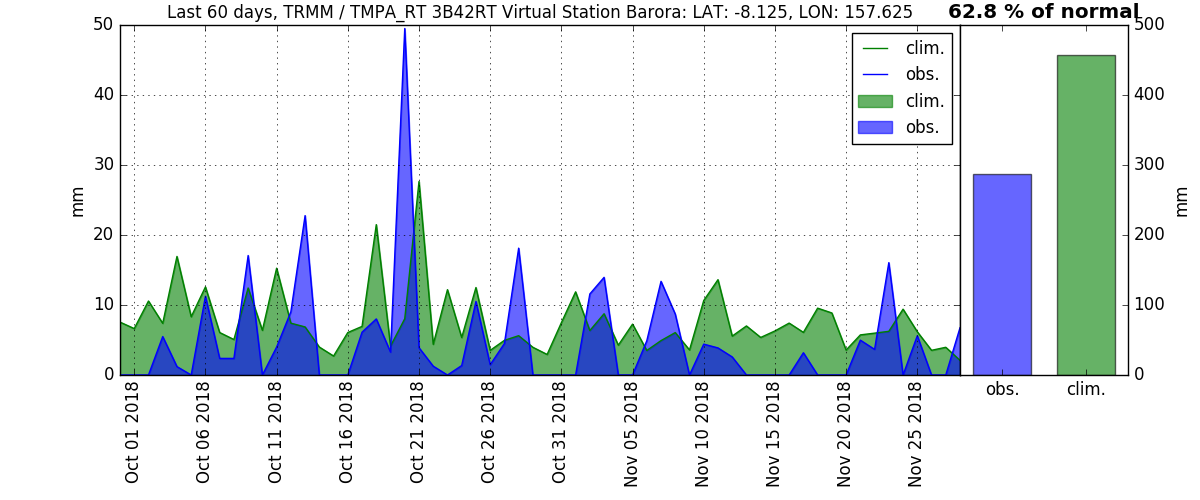 Last 60 days, TRMM / TMPA_RT 3B42RT Virtual Station Barora: LAT: -8.125, LON: 157.625
62.8 % of normal
50
40
30
20
10
0
mm
clim.
obs.
clim.
obs.
500
400
300
200
100
0
mm
Oct 01 2018
Oct 06 2018
Oct 11 2018
Oct 16 2018
Oct 21 2018
Oct 26 2018
Oct 31 2018
Nov 05 2018
Nov 10 2018
Nov 15 2018
Nov 20 2018
Nov 25 2018
obs.
clim.